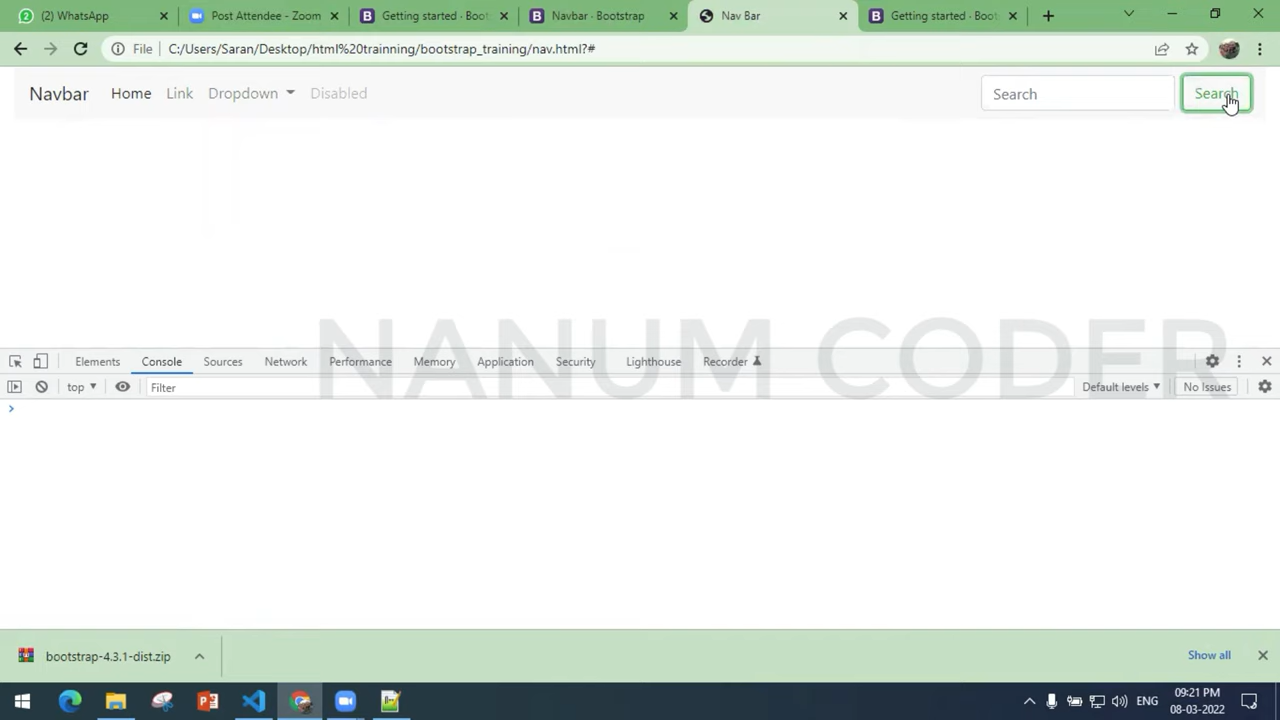 (2) WhatsApp
Post Attendee - Zoom
Getting started · Boot
Navbar · Bootstrap
Nav Bar
Getting started · Boot
File
C:/Users/Saran/Desktop/html%20trainning/bootstrap_training/nav.html?#
Navbar
Home
Link
Dropdown
Disabled
Search
Search
NANUM CODER
Elements
Console
Sources
Network
Performance
Memory
Application
Security
Lighthouse
Recorder
top
Filter
Default levels
No Issues
bootstrap-4.3.1-dist.zip
Show all
ENG
09:21 PM
08-03-2022